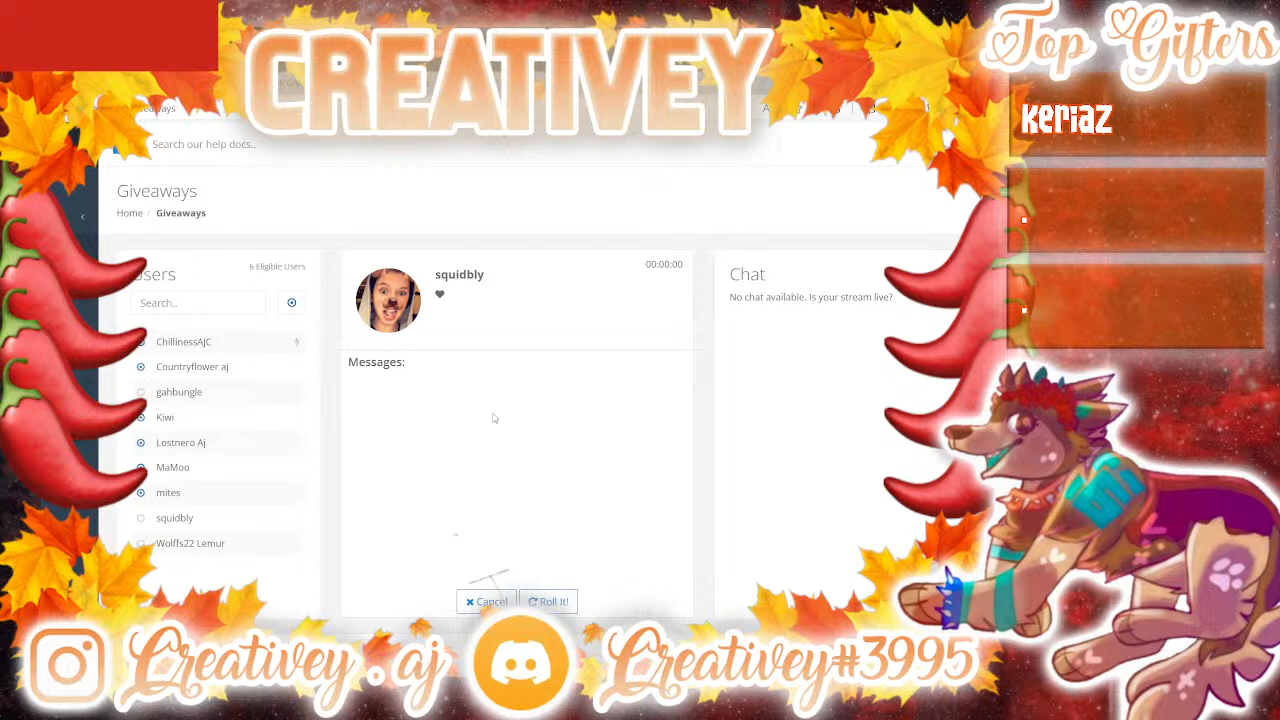 CREATIVEY
Top Gifters
KERIAZ
Search our help docs..
Giveaways
Home / Giveaways
Users
6 Eligible Users
Search..
ChillinessAJC
Countryflower aj
gahbungle
Kiwi
Lostnero Aj
MaMoo
mites
squidbly
Wolffs22 Lemur
squidbly
00:00:00
Messages:
Cancel
Roll It!
Chat
No chat available. Is your stream live?
Creativey . aj
Creativey#3995